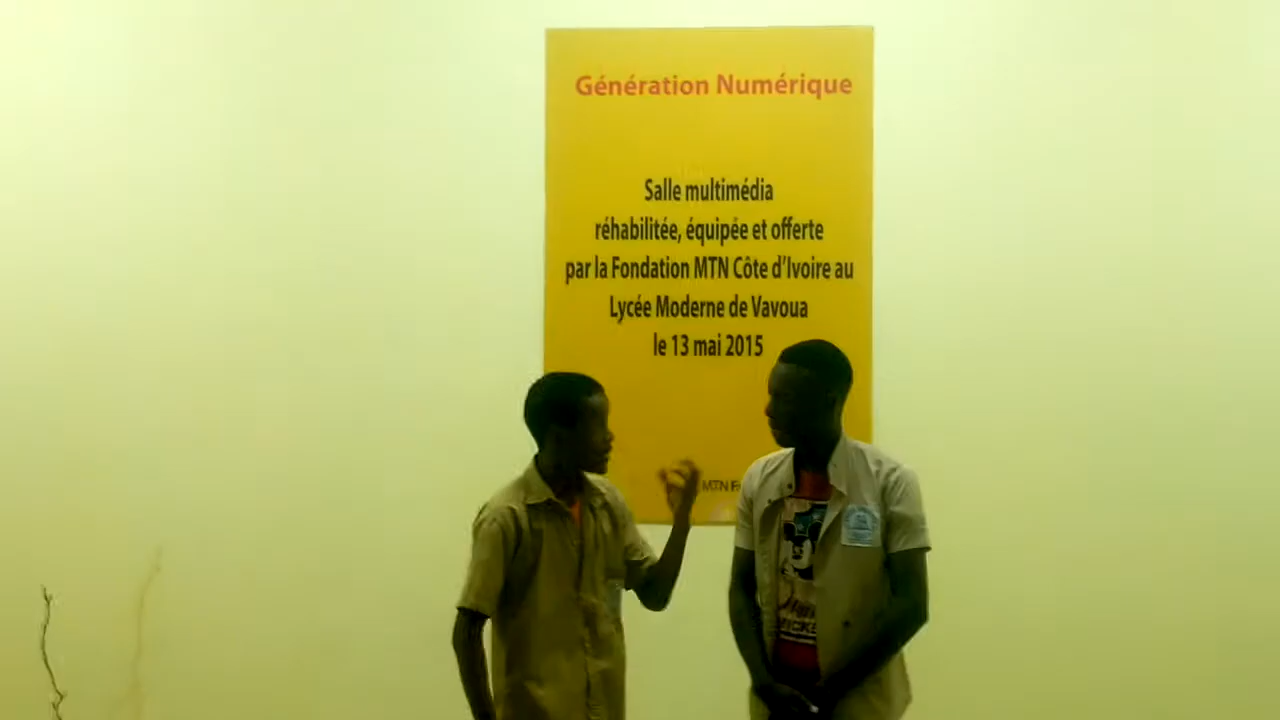 Génération Numérique
Salle multimédia
réhabilitée, équipée et offerte
par la Fondation MTN Côte d'Ivoire au
Lycée Moderne de Vavoua
le 13 mai 2015
MTN